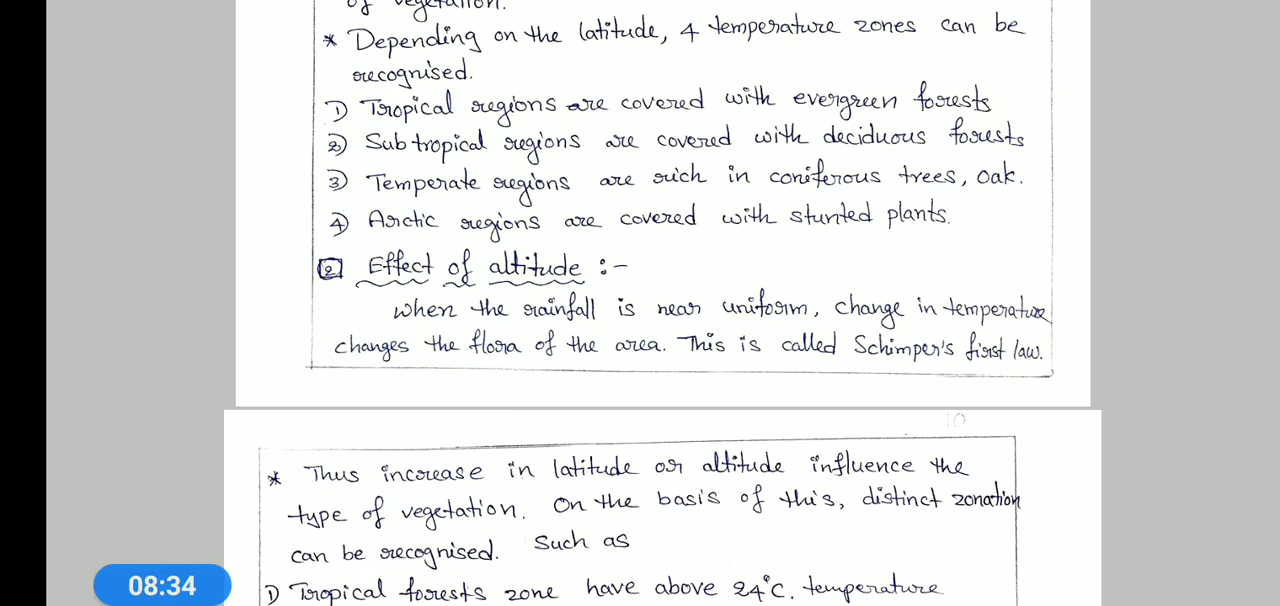 of vegetation.
* Depending on the latitude, 4 temperature zones can be
recognised.
1) Tropical regions are covered with evergreen forests
2) Subtropical regions are covered with deciduous forests
3) Temperate regions are rich in coniferous trees, oak.
4) Arctic regions are covered with stunted plants.
2 Effect of altitude :-
when the rainfall is near uniform, change in temperature
changes the flora of the area. This is called Schimper's first law.
10
* Thus increase in latitude or altitude influence the
type of vegetation. On the basis of this, distinct zonation
can be recognised. Such as
1) Tropical forests zone have above 24°C. temperature
08:34